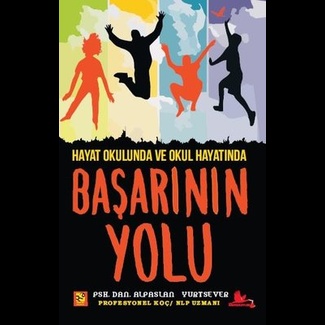 HAYAT OKULUNDA VE OKUL HAYATINDA
BAŞARININ
YOLU
PSK. DAN. ALPASLAN YURTSEVER
PROFESYONEL KOÇ/ NLP UZMANI